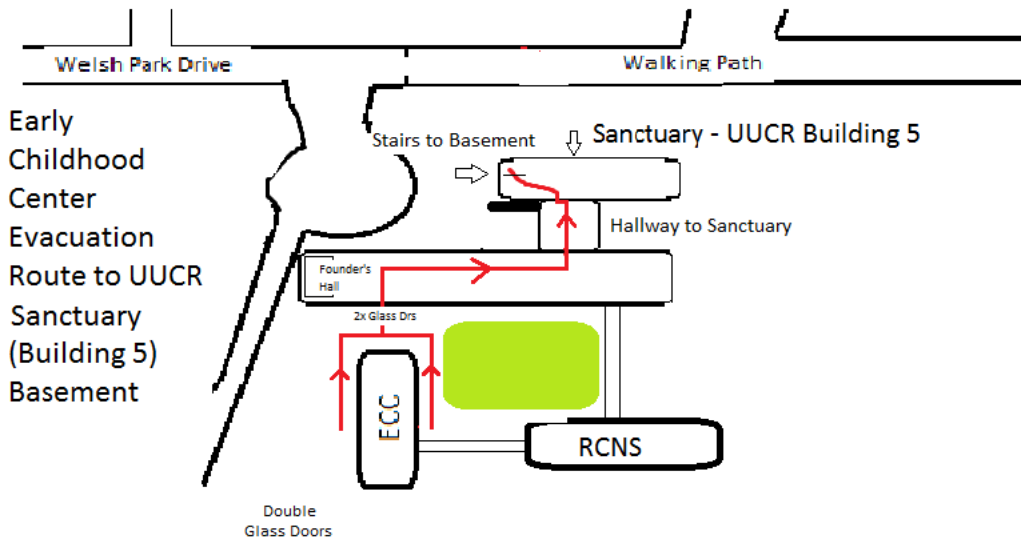 Welsh Park Drive
Walking Path
Early
Childhood
Center
Evacuation
Route to UUCR
Sanctuary
(Building 5)
Basement
Stairs to Basement
Sanctuary - UUCR Building 5
Hallway to Sanctuary
Founder's
Hall
2x Glass Drs
ECC
RCNS
Double
Glass Doors